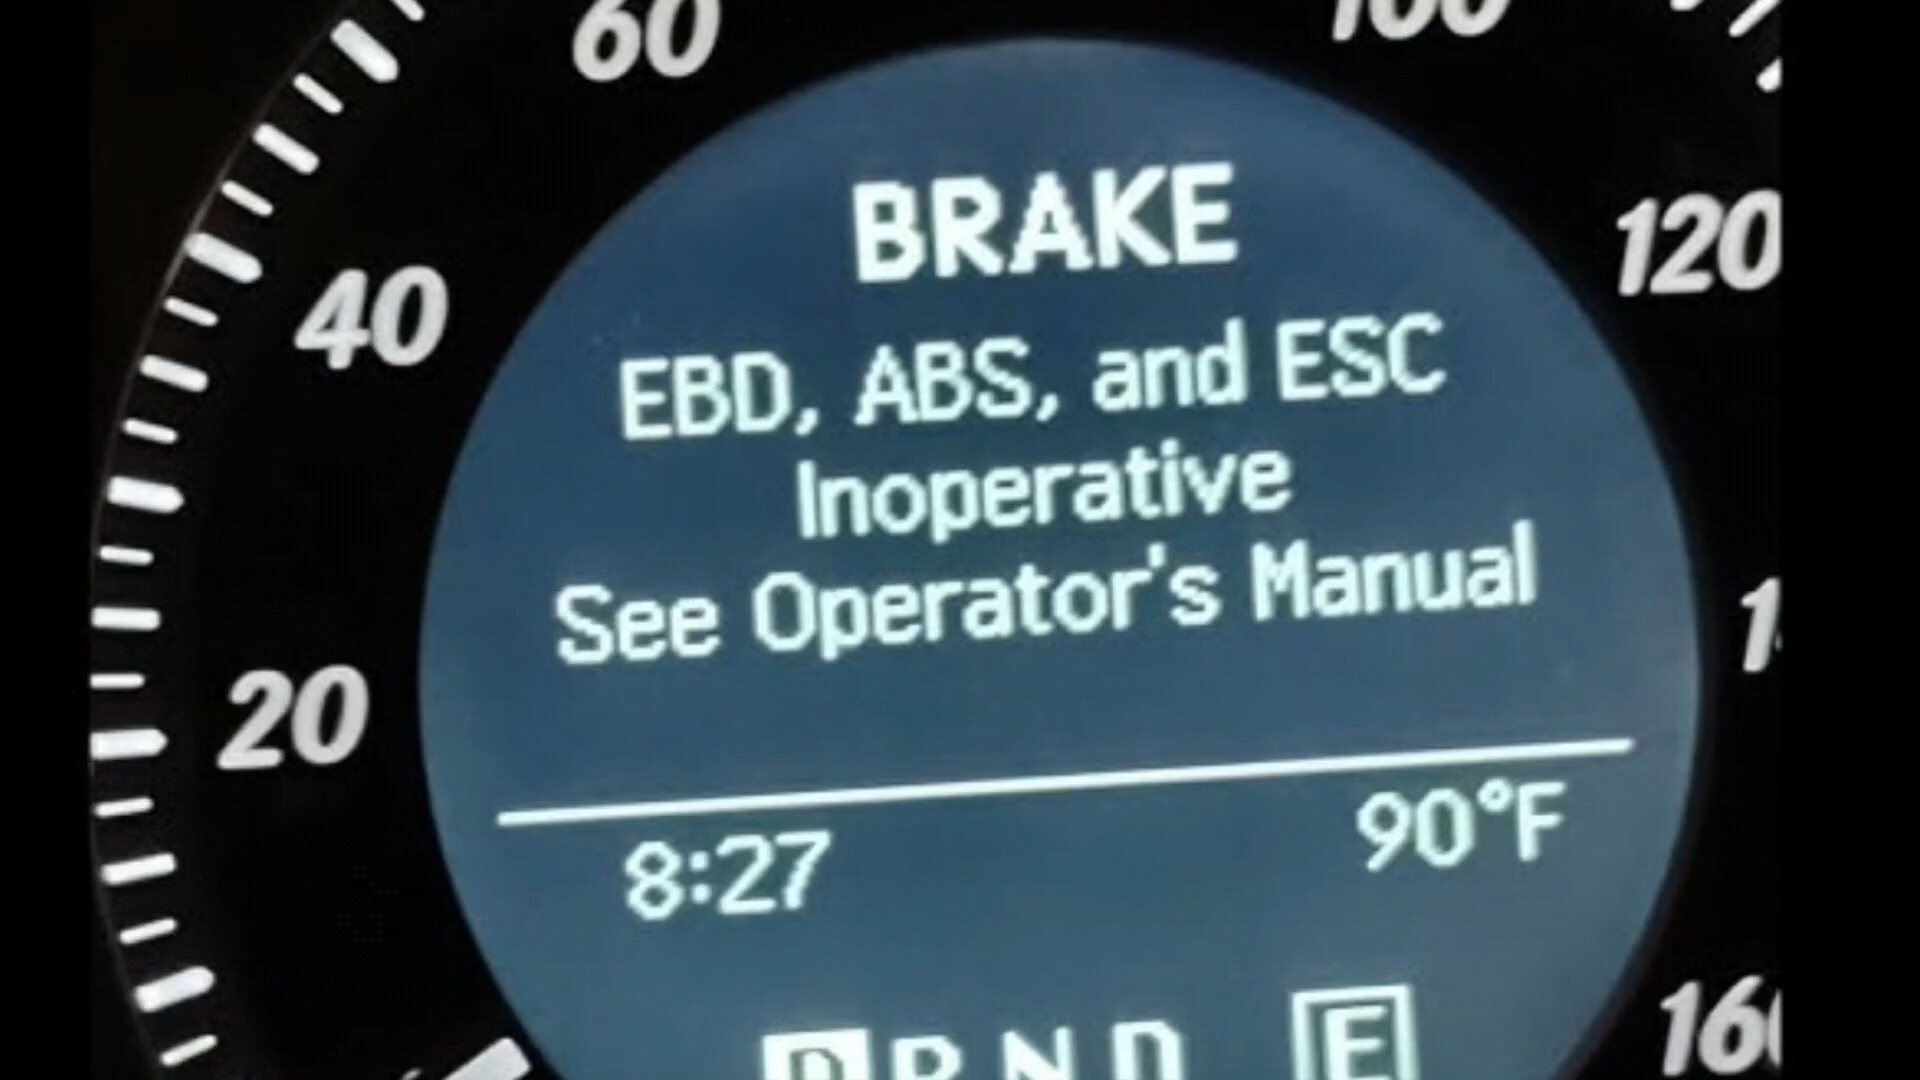 60
100
120
40
BRAKE
EBD, ABS, and ESC
Inoperative
See Operator's Manual
20
8:27
90°F
P R N D E